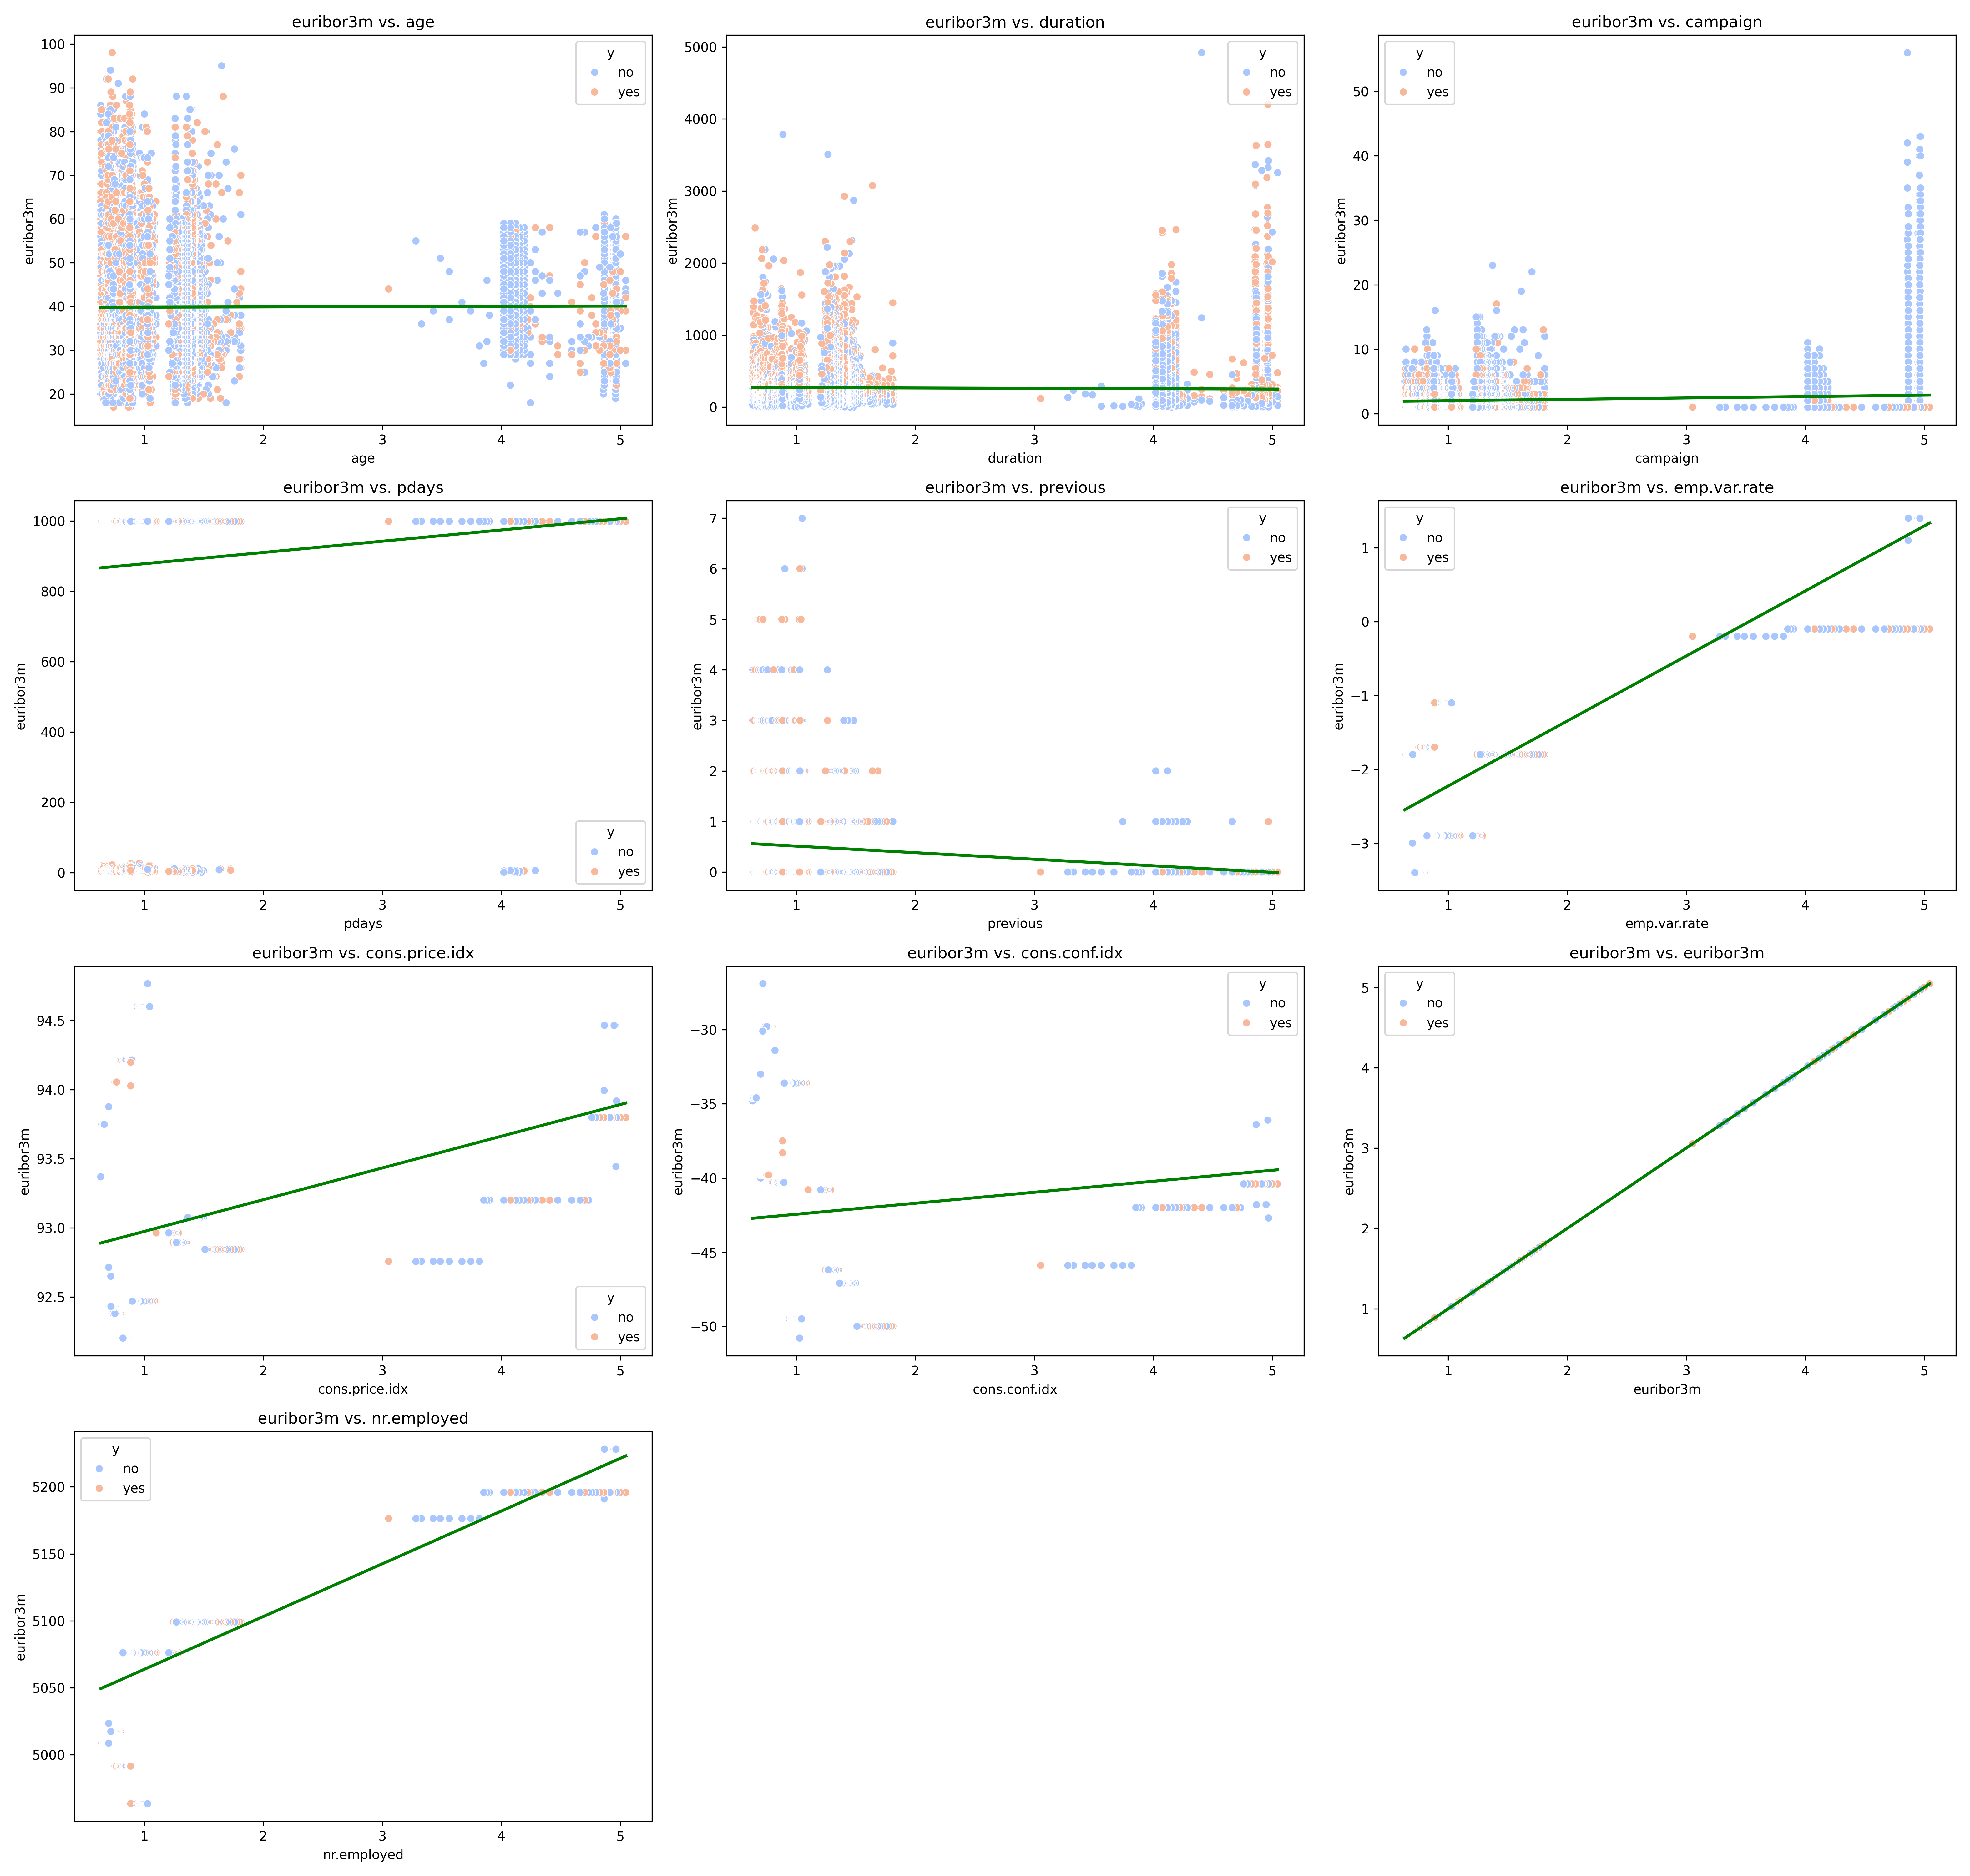 euribor3m vs. age
euribor3m
100
90
80
70
60
50
40
30
20
1 2 3 4 5
age
y
no
yes
euribor3m vs. duration
euribor3m
5000
4000
3000
2000
1000
0
1 2 3 4 5
duration
y
no
yes
euribor3m vs. campaign
euribor3m
50
40
30
20
10
0
1 2 3 4 5
campaign
y
no
yes
euribor3m vs. pdays
euribor3m
1000
800
600
400
200
0
1 2 3 4 5
pdays
y
no
yes
euribor3m vs. previous
euribor3m
7
6
5
4
3
2
1
0
1 2 3 4 5
previous
y
no
yes
euribor3m vs. emp.var.rate
euribor3m
1
0
−1
−2
−3
1 2 3 4 5
emp.var.rate
y
no
yes
euribor3m vs. cons.price.idx
euribor3m
94.5
94.0
93.5
93.0
92.5
1 2 3 4 5
cons.price.idx
y
no
yes
euribor3m vs. cons.conf.idx
euribor3m
−30
−35
−40
−45
−50
1 2 3 4 5
cons.conf.idx
y
no
yes
euribor3m vs. euribor3m
euribor3m
5
4
3
2
1
1 2 3 4 5
euribor3m
y
no
yes
euribor3m vs. nr.employed
euribor3m
5200
5150
5100
5050
5000
1 2 3 4 5
nr.employed
y
no
yes